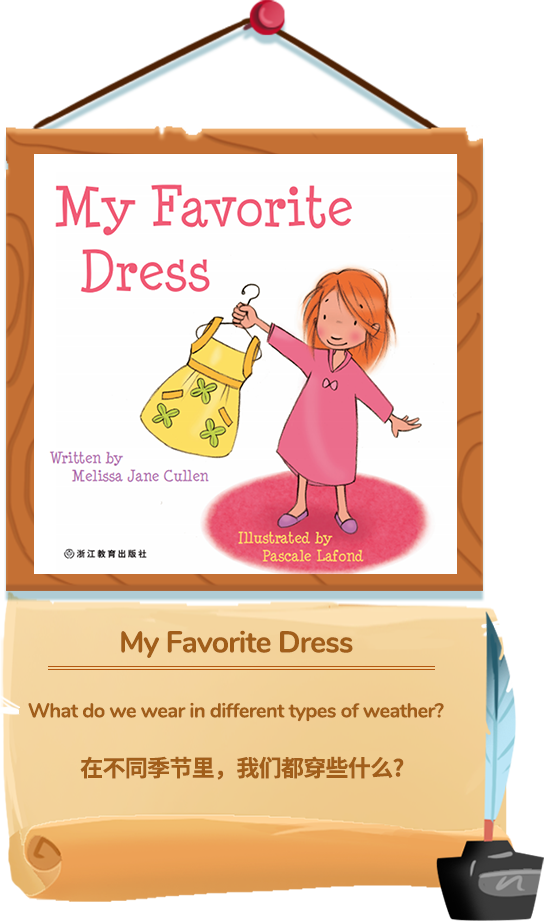 My Favorite
Dress
Written by
Melissa Jane Cullen
Illustrated by
Pascale Lafond
浙江教育出版社
My Favorite Dress
What do we wear in different types of weather?
在不同季节里，我们都穿些什么?